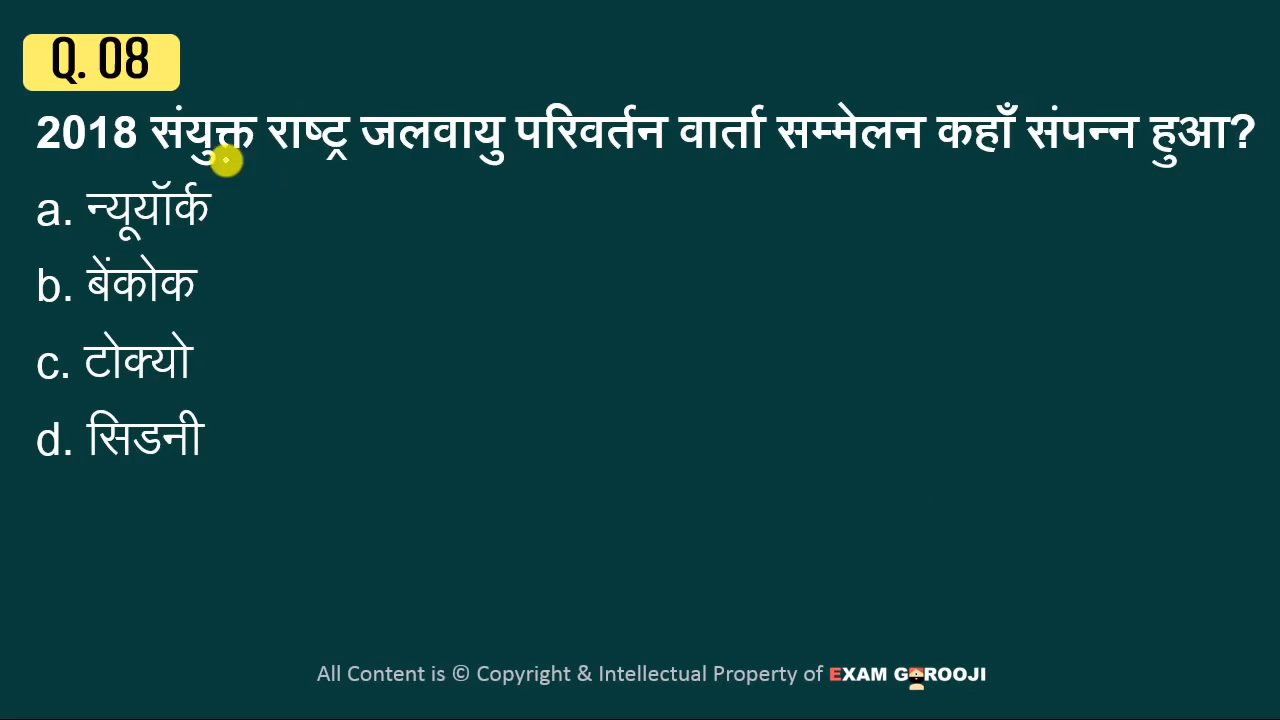 Q. 08
2018 संयुक्त राष्ट्र जलवायु परिवर्तन वार्ता सम्मेलन कहाँ संपन्न हुआ?
a. न्यूयॉर्क
b. बेंकोक
c. टोक्यो
d. सिडनी
All Content is © Copyright & Intellectual Property of EXAM GUROOJI